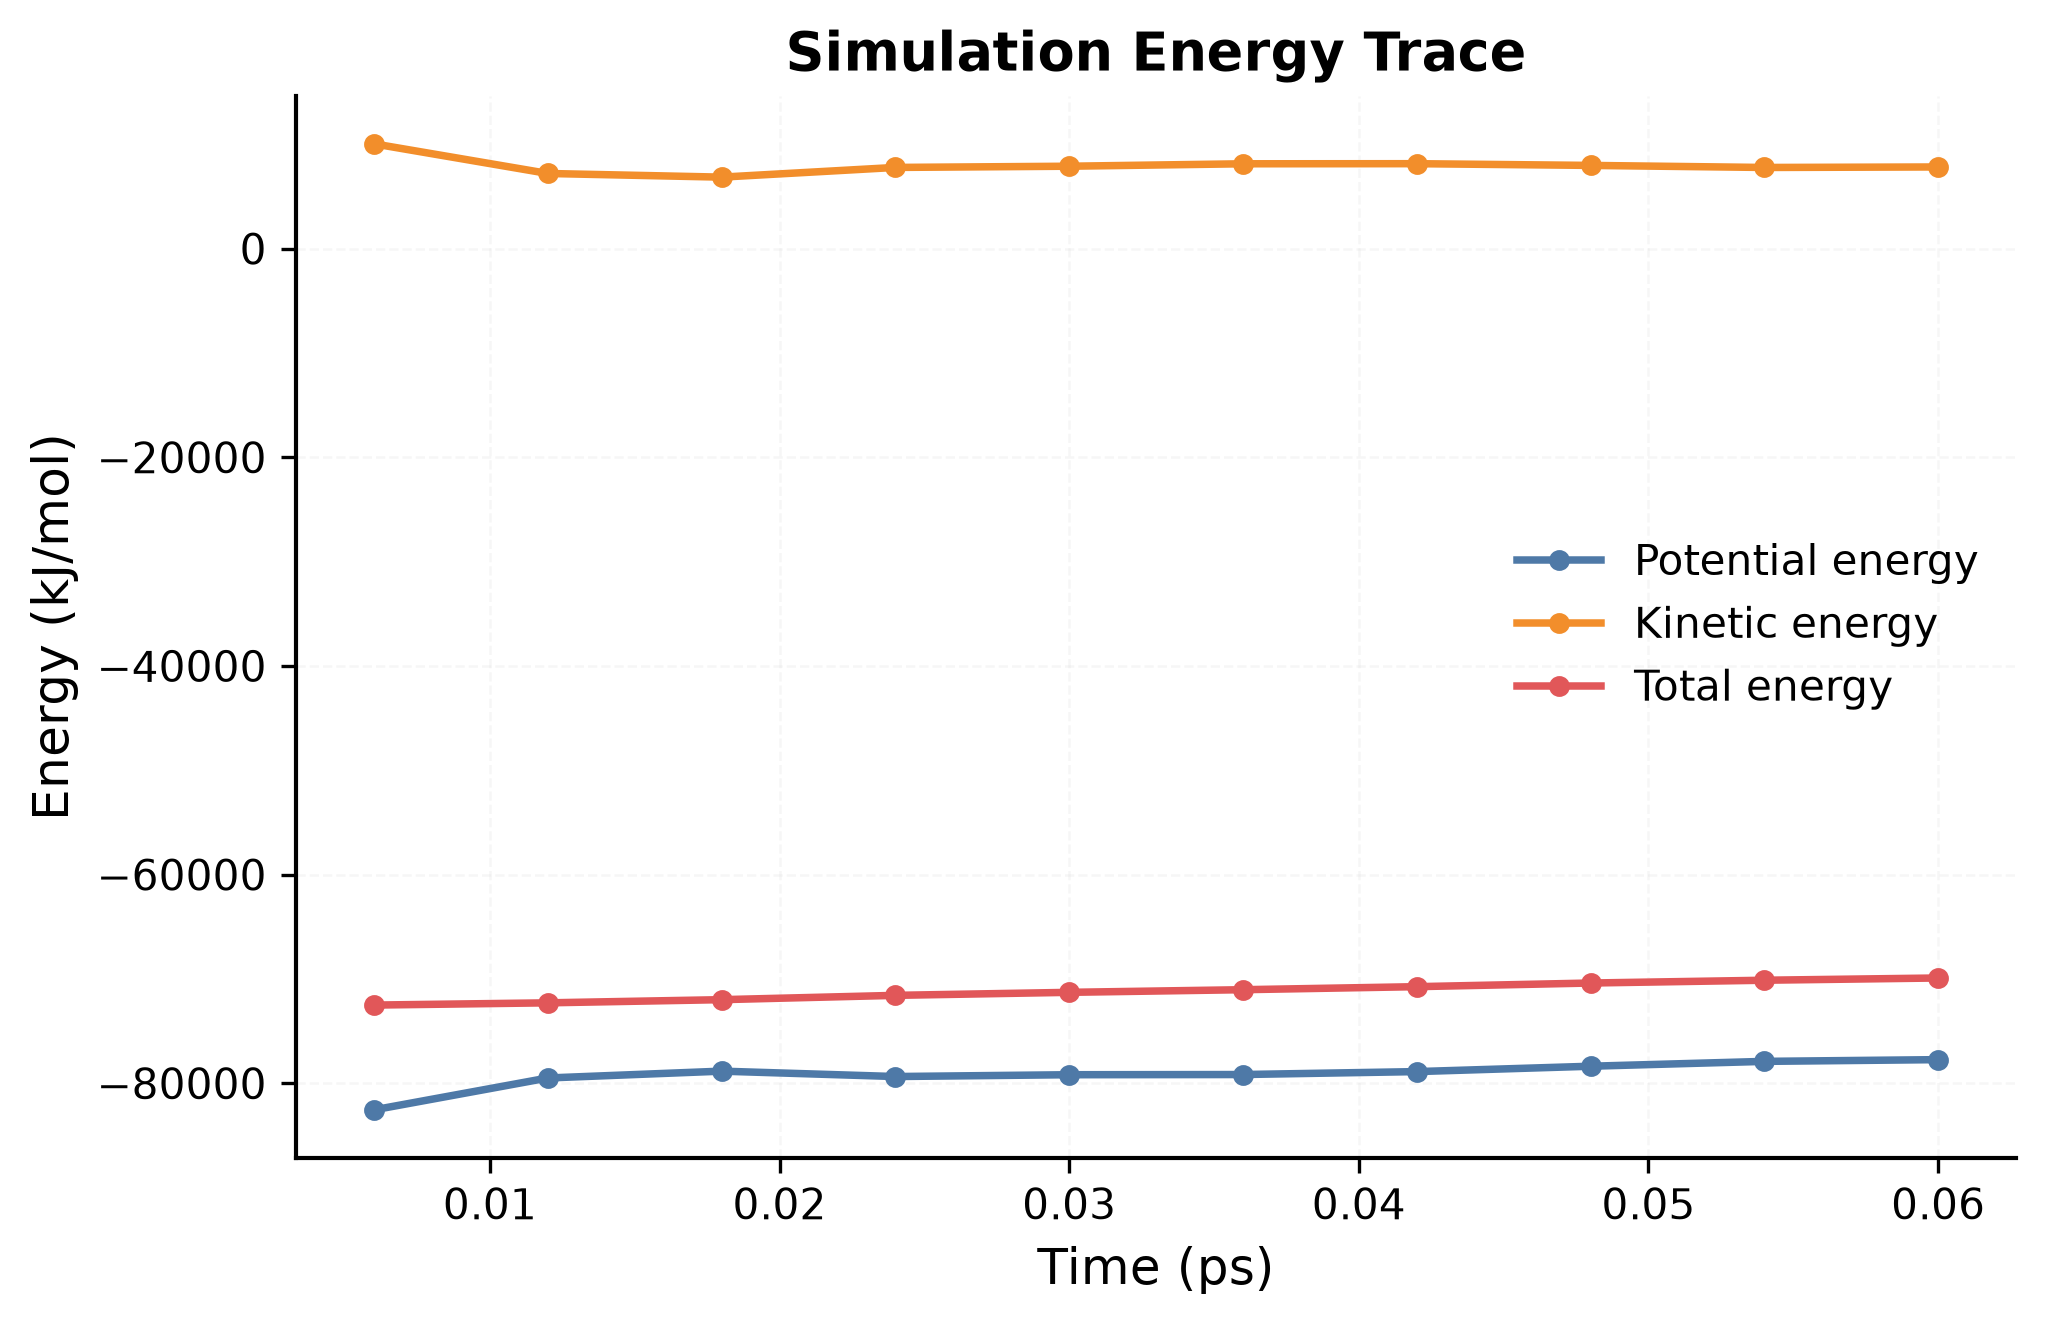 Simulation Energy Trace
Energy (kJ/mol)
0
−20000
−40000
−60000
−80000
Potential energy
Kinetic energy
Total energy
0.01 0.02 0.03 0.04 0.05 0.06
Time (ps)